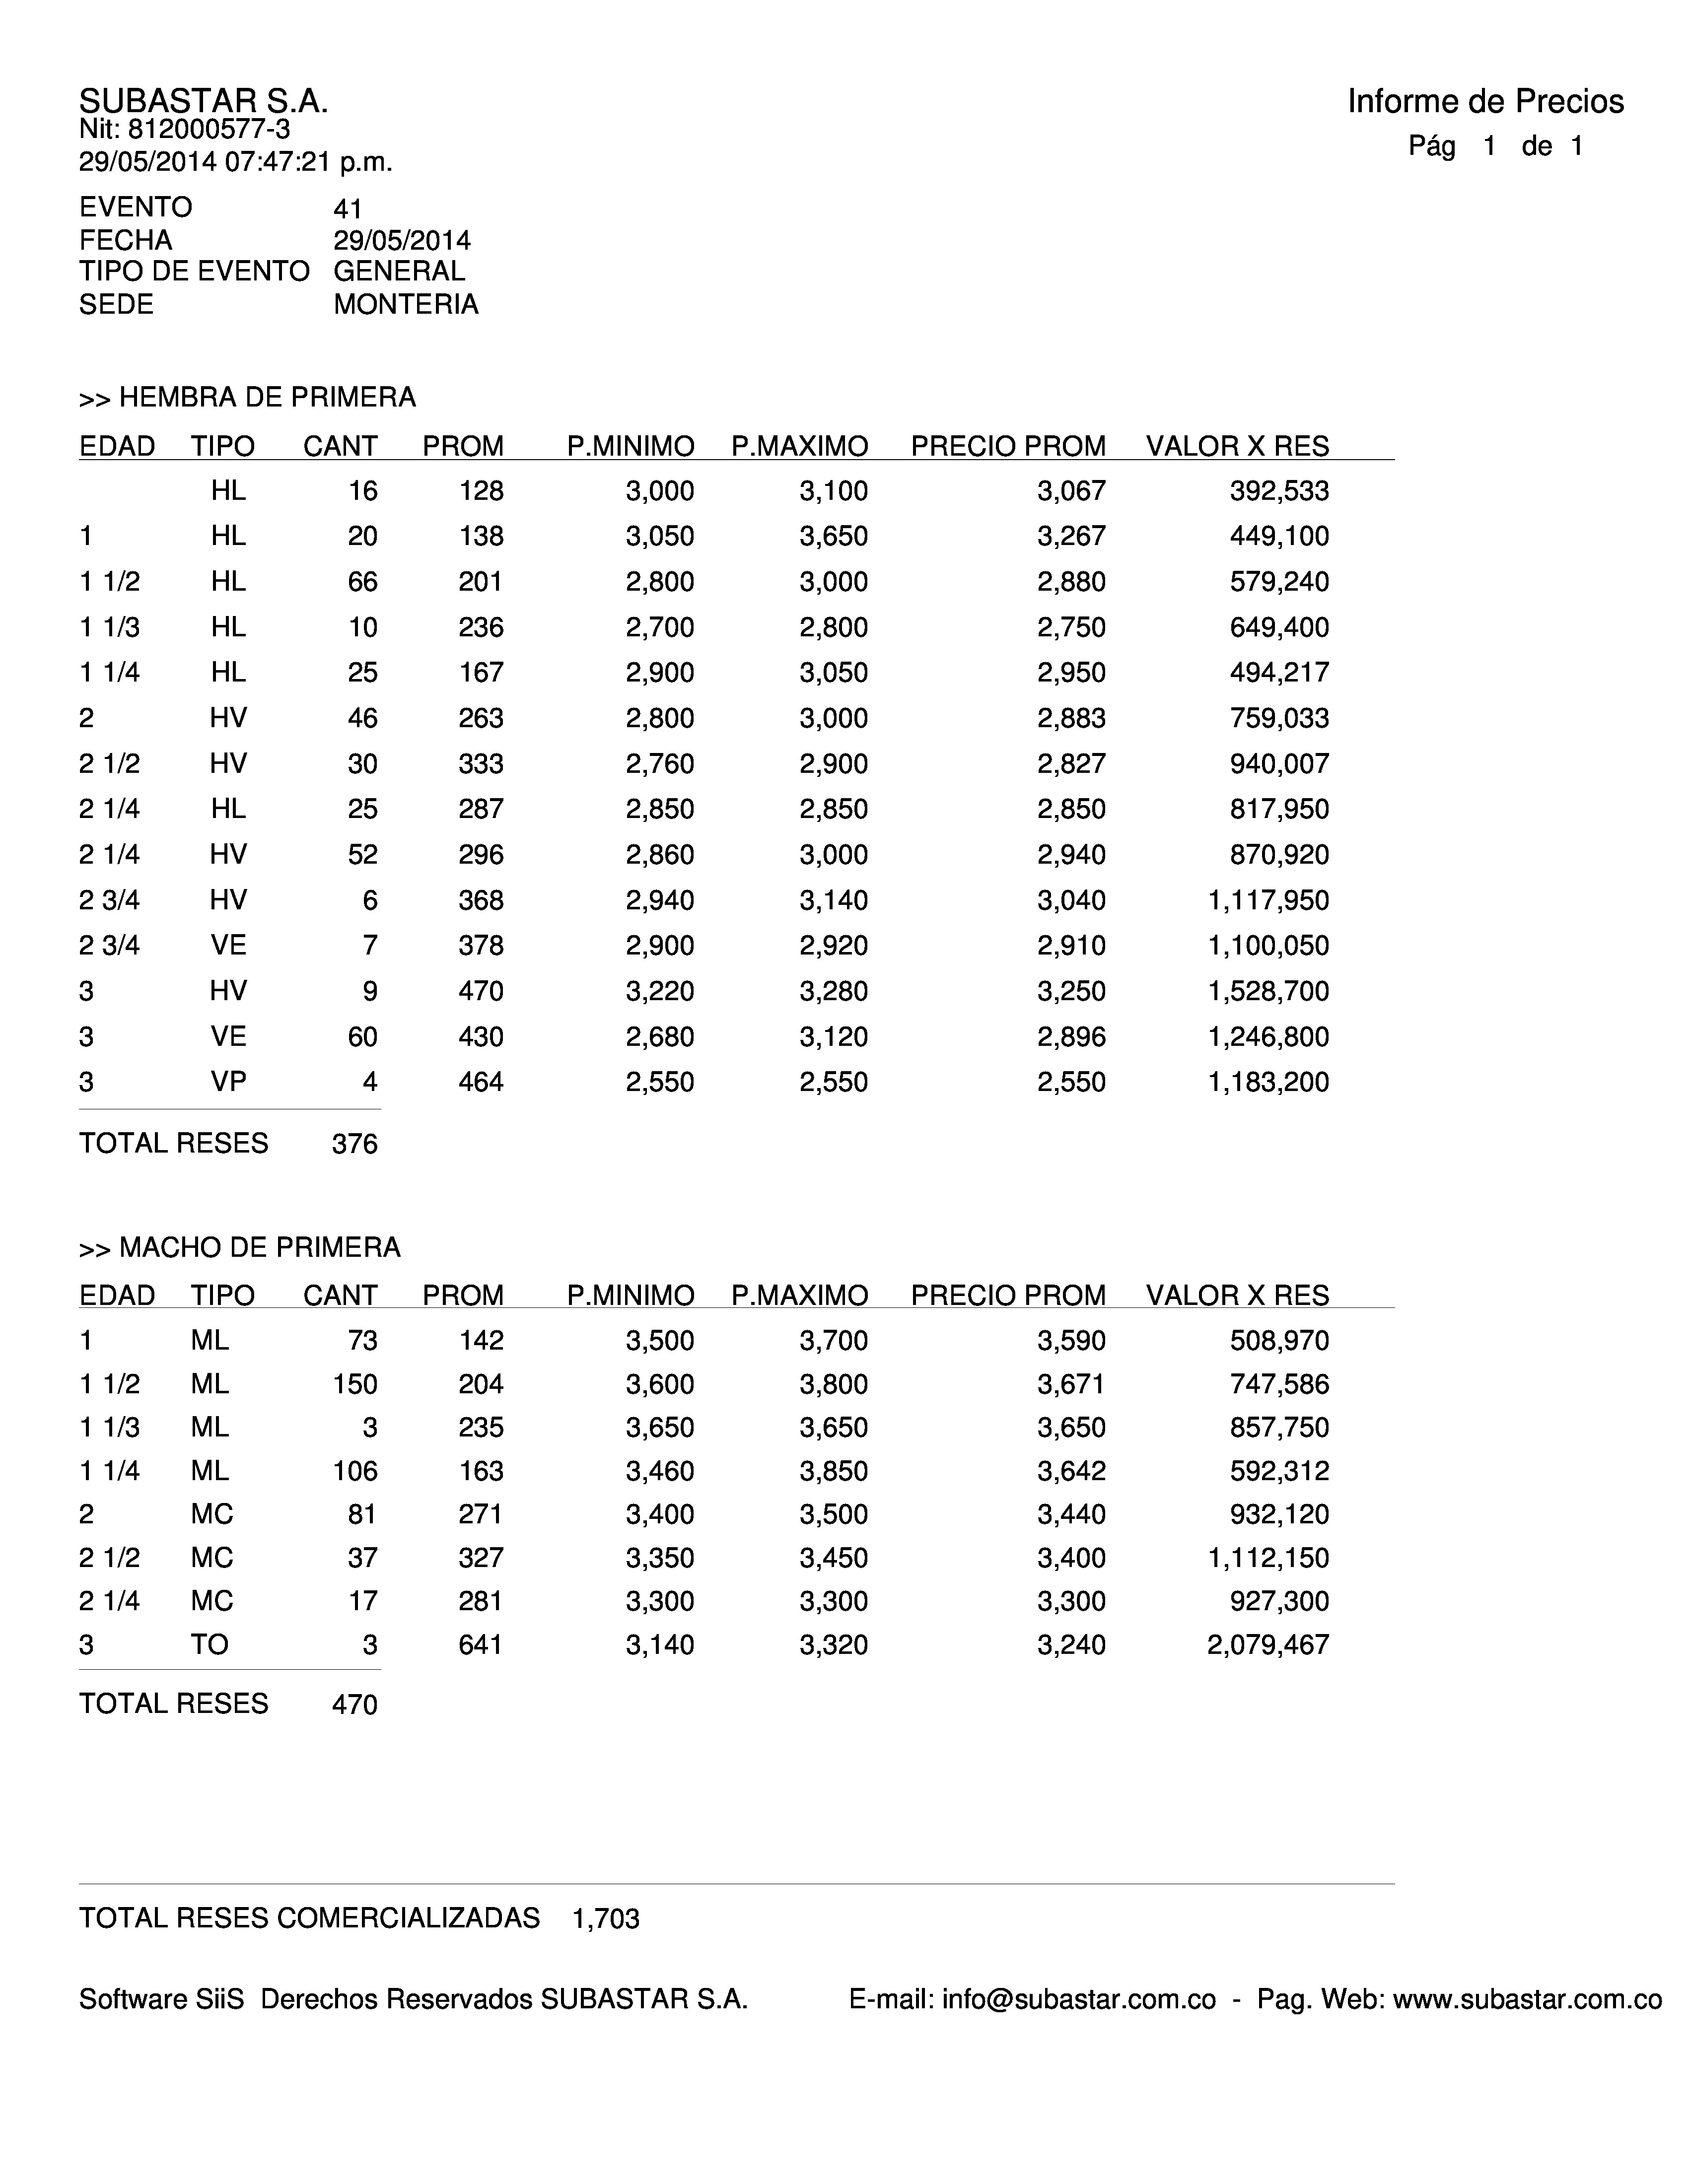 SUBASTAR S.A.
Nit: 812000577-3
29/05/2014 07:47:21 p.m.
Informe de Precios
Pág 1 de 1
EVENTO 41
FECHA 29/05/2014
TIPO DE EVENTO GENERAL
SEDE MONTERIA
>> HEMBRA DE PRIMERA
EDAD TIPO CANT PROM P.MINIMO P.MAXIMO PRECIO PROM VALOR X RES
HL 16 128 3,000 3,100 3,067 392,533
1 HL 20 138 3,050 3,650 3,267 449,100
1 1/2 HL 66 201 2,800 3,000 2,880 579,240
1 1/3 HL 10 236 2,700 2,800 2,750 649,400
1 1/4 HL 25 167 2,900 3,050 2,950 494,217
2 HV 46 263 2,800 3,000 2,883 759,033
2 1/2 HV 30 333 2,760 2,900 2,827 940,007
2 1/4 HL 25 287 2,850 2,850 2,850 817,950
2 1/4 HV 52 296 2,860 3,000 2,940 870,920
2 3/4 HV 6 368 2,940 3,140 3,040 1,117,950
2 3/4 VE 7 378 2,900 2,920 2,910 1,100,050
3 HV 9 470 3,220 3,280 3,250 1,528,700
3 VE 60 430 2,680 3,120 2,896 1,246,800
3 VP 4 464 2,550 2,550 2,550 1,183,200
TOTAL RESES 376
>> MACHO DE PRIMERA
EDAD TIPO CANT PROM P.MINIMO P.MAXIMO PRECIO PROM VALOR X RES
1 ML 73 142 3,500 3,700 3,590 508,970
1 1/2 ML 150 204 3,600 3,800 3,671 747,586
1 1/3 ML 3 235 3,650 3,650 3,650 857,750
1 1/4 ML 106 163 3,460 3,850 3,642 592,312
2 MC 81 271 3,400 3,500 3,440 932,120
2 1/2 MC 37 327 3,350 3,450 3,400 1,112,150
2 1/4 MC 17 281 3,300 3,300 3,300 927,300
3 TO 3 641 3,140 3,320 3,240 2,079,467
TOTAL RESES 470
TOTAL RESES COMERCIALIZADAS 1,703
Software SiiS Derechos Reservados SUBASTAR S.A. E-mail: info@subastar.com.co - Pag. Web: www.subastar.com.co